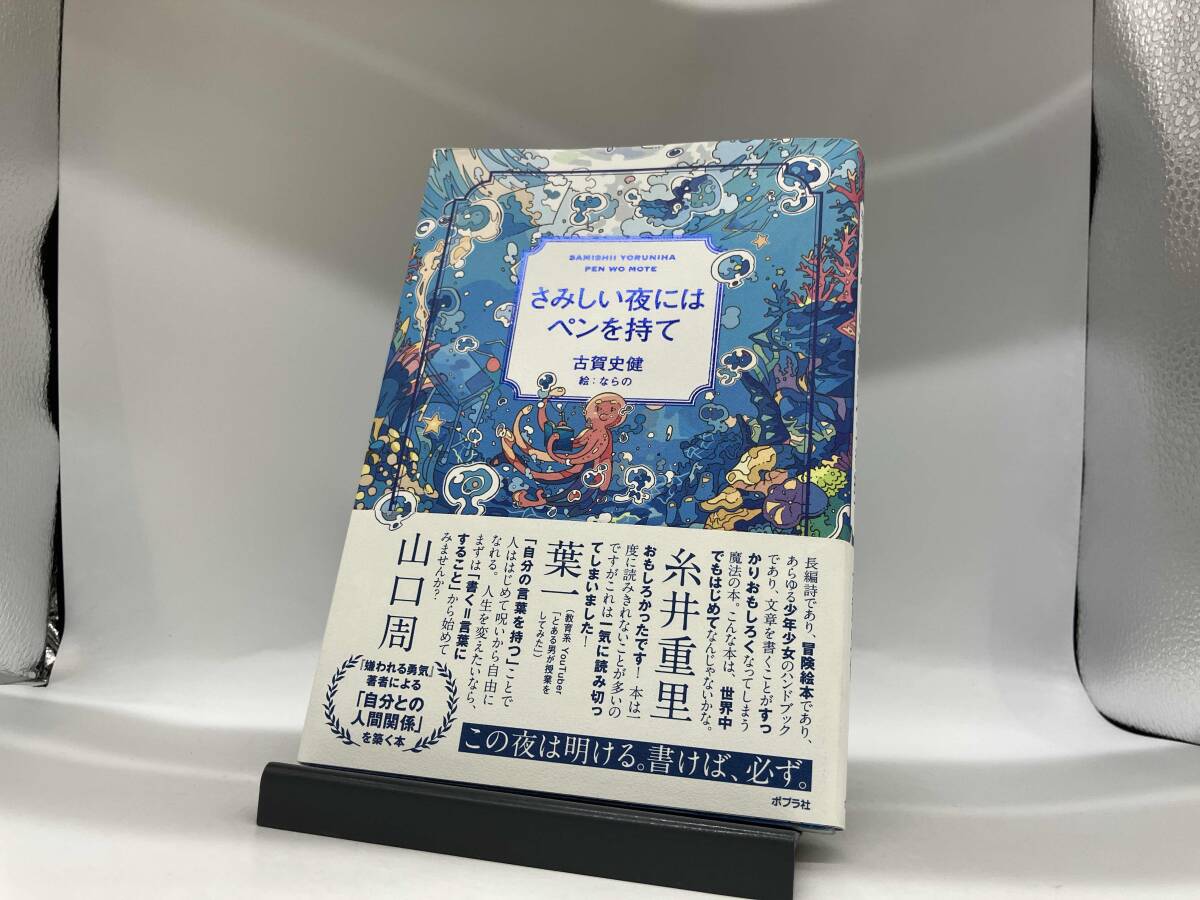 SAMISHII YORUNIHA
PEN WO MOTE
さみしい夜には
ペンを持て
古賀史健
絵：ならの
長編詩であり、冒険絵本であり、
あらゆる少年少女のハンドブック
であり、文章を書くことがすっ
かりおもしろくなってしまう
魔法の本。こんな本は、世界中
でもはじめてなんじゃないかな。
糸井重里
おもしろかったです！ 本は一
度に読みきれないことが多いの
ですがこれは一気に読み切っ
てしまいました！
葉一
（教育系 YouTuber
「とある男が授業を
してみた」）
「自分の言葉を持つ」ことで
人ははじめて呪いから自由に
なれる。人生を変えたいなら、
まずは「書く＝言葉に
すること」から始めて
みませんか？
山口周
『嫌われる勇気』
著者による
「自分との
人間関係」
を築く本
この夜は明ける。書けば、必ず。
ポプラ社